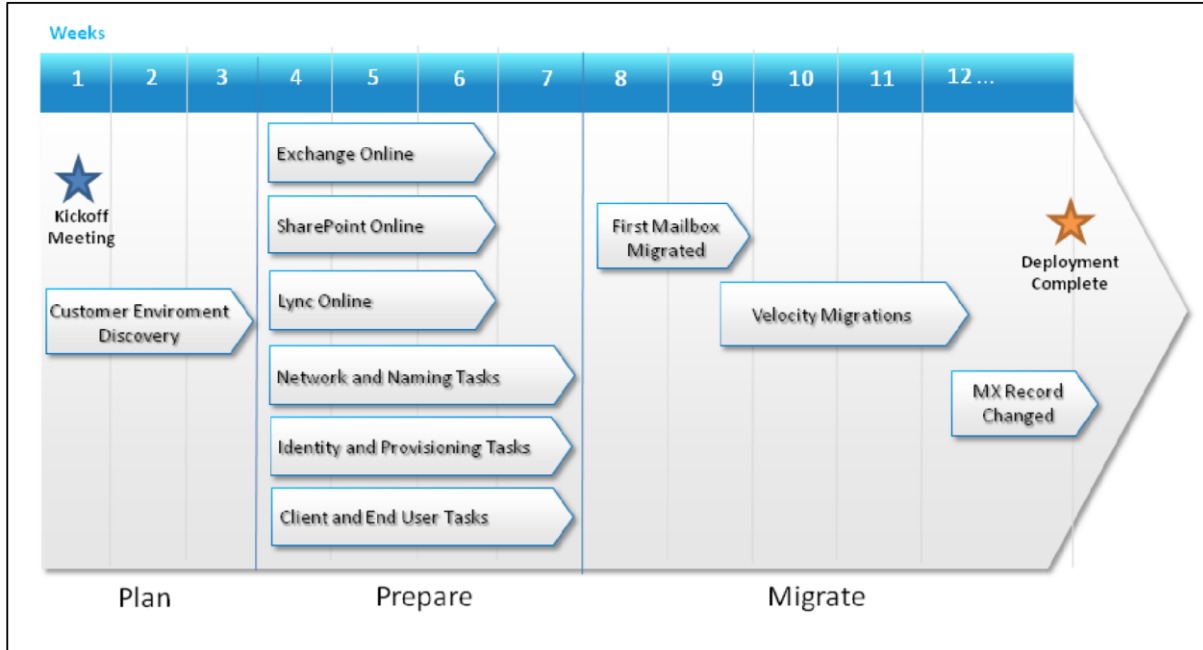 Weeks
1 2 3 4 5 6 7 8 9 10 11 12 ...
Kickoff
Meeting
Customer Enviroment
Discovery
Exchange Online
SharePoint Online
Lync Online
Network and Naming Tasks
Identity and Provisioning Tasks
Client and End User Tasks
First Mailbox
Migrated
Velocity Migrations
MX Record
Changed
Deployment
Complete
Plan
Prepare
Migrate